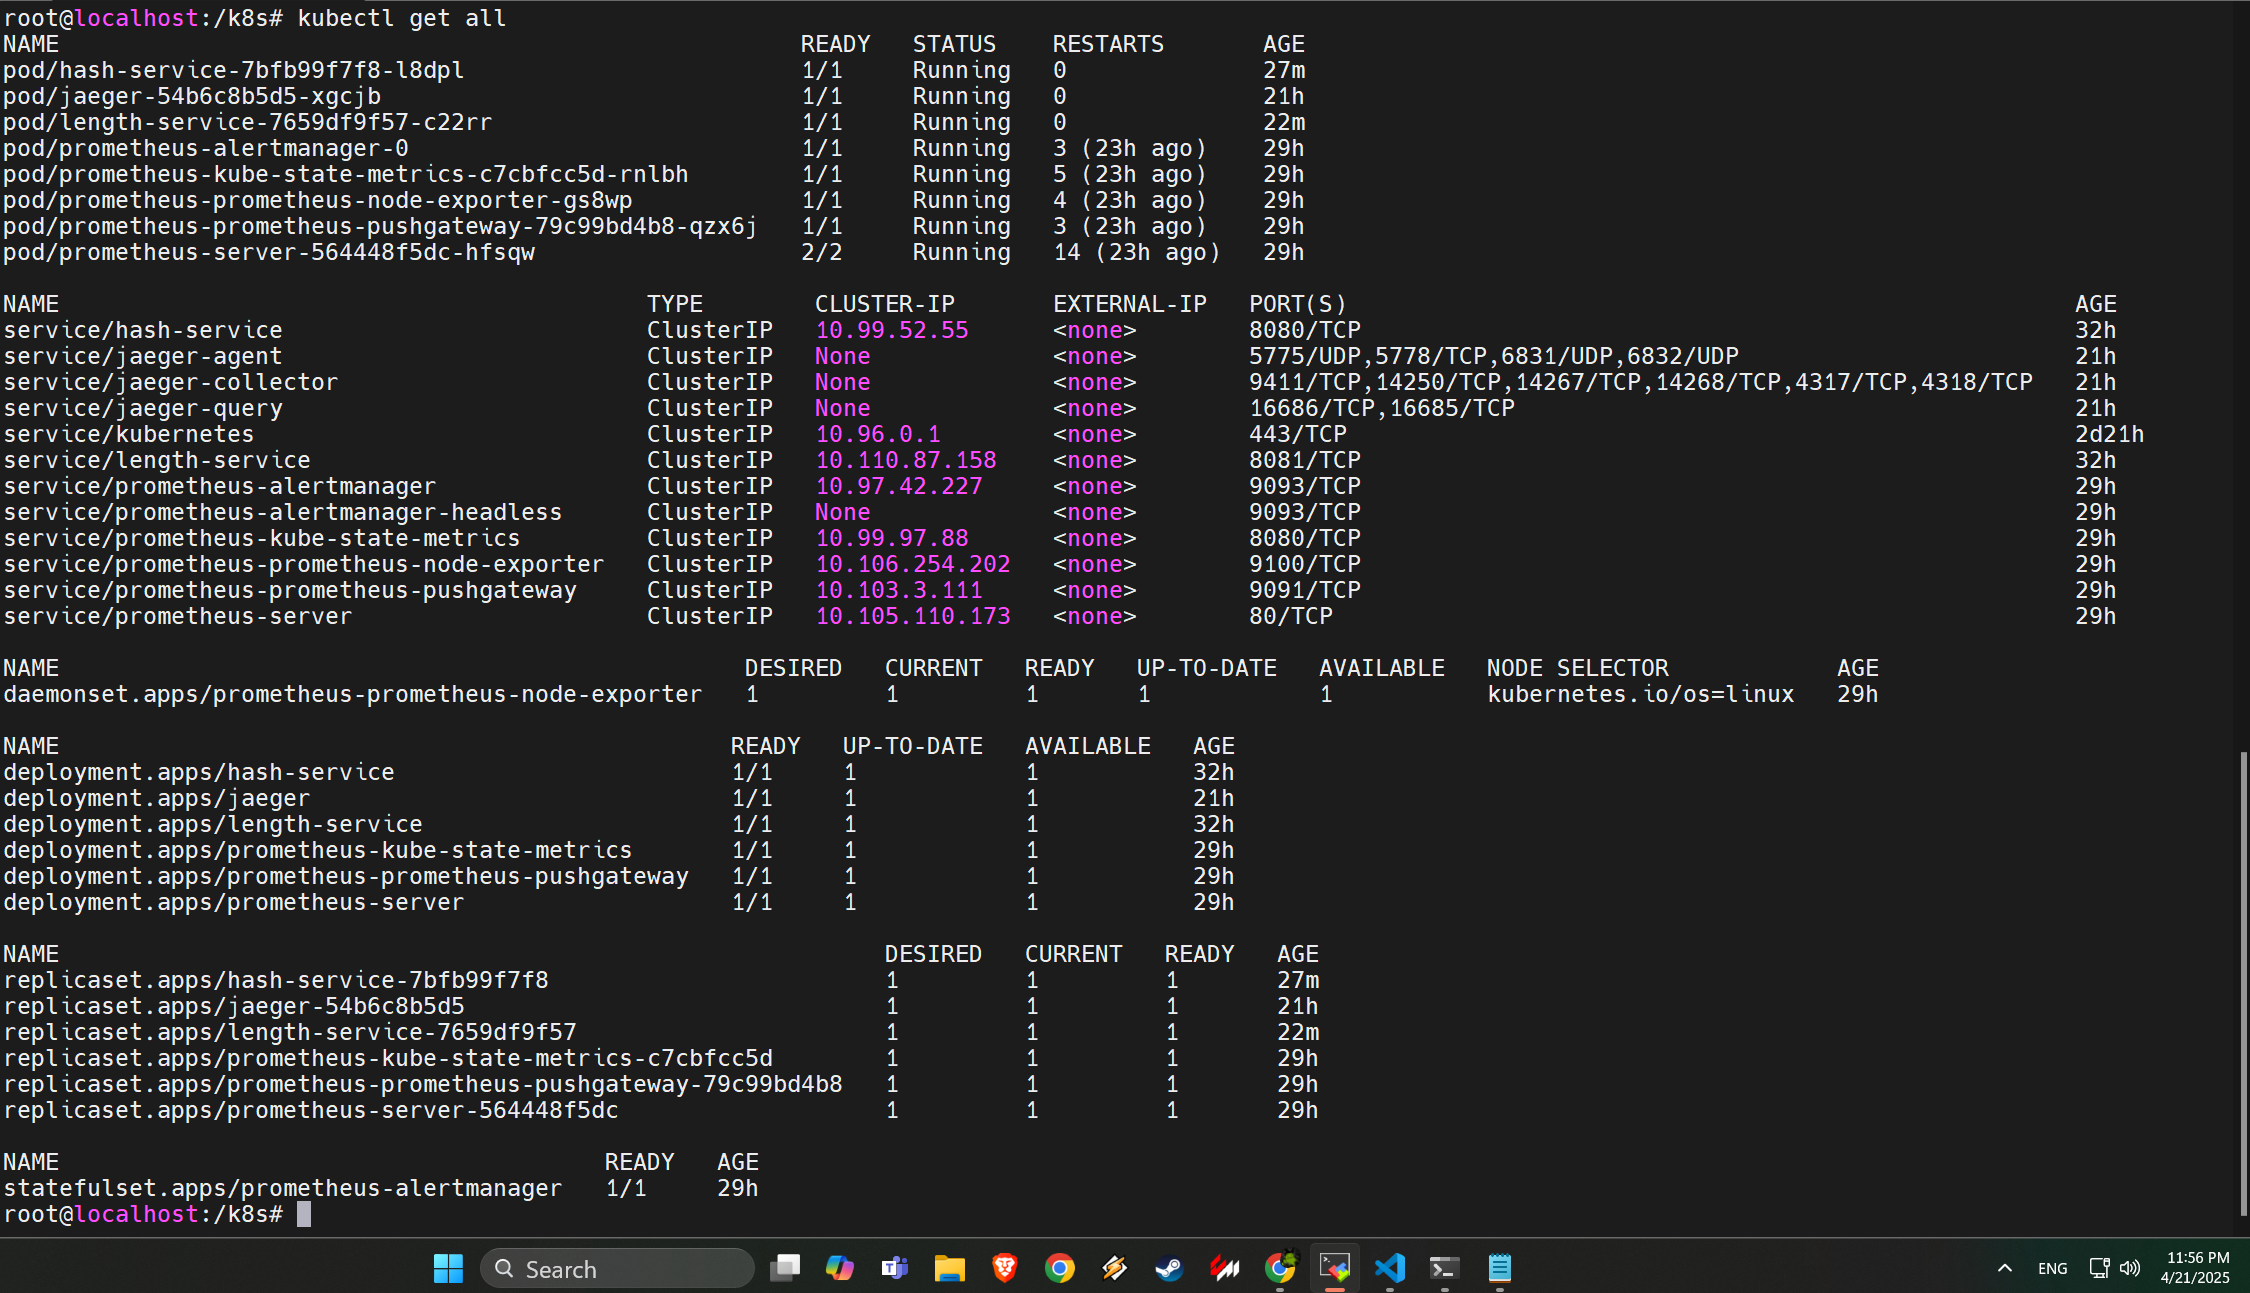 root@localhost:/k8s# kubectl get all
NAME READY STATUS RESTARTS AGE
pod/hash-service-7bfb99f7f8-l8dpl 1/1 Running 0 27m
pod/jaeger-54b6c8b5d5-xgcjb 1/1 Running 0 21h
pod/length-service-7659df9f57-c22rr 1/1 Running 0 22m
pod/prometheus-alertmanager-0 1/1 Running 3 (23h ago) 29h
pod/prometheus-kube-state-metrics-c7cbfcc5d-rnlbh 1/1 Running 5 (23h ago) 29h
pod/prometheus-prometheus-node-exporter-gs8wp 1/1 Running 4 (23h ago) 29h
pod/prometheus-prometheus-pushgateway-79c99bd4b8-qzx6j 1/1 Running 3 (23h ago) 29h
pod/prometheus-server-564448f5dc-hfsqw 2/2 Running 14 (23h ago) 29h
NAME TYPE CLUSTER-IP EXTERNAL-IP PORT(S) AGE
service/hash-service ClusterIP 10.99.52.55 <none> 8080/TCP 32h
service/jaeger-agent ClusterIP None <none> 5775/UDP,5778/TCP,6831/UDP,6832/UDP 21h
service/jaeger-collector ClusterIP None <none> 9411/TCP,14250/TCP,14267/TCP,14268/TCP,4317/TCP,4318/TCP 21h
service/jaeger-query ClusterIP None <none> 16686/TCP,16685/TCP 21h
service/kubernetes ClusterIP 10.96.0.1 <none> 443/TCP 2d21h
service/length-service ClusterIP 10.110.87.158 <none> 8081/TCP 32h
service/prometheus-alertmanager ClusterIP 10.97.42.227 <none> 9093/TCP 29h
service/prometheus-alertmanager-headless ClusterIP None <none> 9093/TCP 29h
service/prometheus-kube-state-metrics ClusterIP 10.99.97.88 <none> 8080/TCP 29h
service/prometheus-prometheus-node-exporter ClusterIP 10.106.254.202 <none> 9100/TCP 29h
service/prometheus-prometheus-pushgateway ClusterIP 10.103.3.111 <none> 9091/TCP 29h
service/prometheus-server ClusterIP 10.105.110.173 <none> 80/TCP 29h
NAME DESIRED CURRENT READY UP-TO-DATE AVAILABLE NODE SELECTOR AGE
daemonset.apps/prometheus-prometheus-node-exporter 1 1 1 1 1 kubernetes.io/os=linux 29h
NAME READY UP-TO-DATE AVAILABLE AGE
deployment.apps/hash-service 1/1 1 1 32h
deployment.apps/jaeger 1/1 1 1 21h
deployment.apps/length-service 1/1 1 1 32h
deployment.apps/prometheus-kube-state-metrics 1/1 1 1 29h
deployment.apps/prometheus-prometheus-pushgateway 1/1 1 1 29h
deployment.apps/prometheus-server 1/1 1 1 29h
NAME DESIRED CURRENT READY AGE
replicaset.apps/hash-service-7bfb99f7f8 1 1 1 27m
replicaset.apps/jaeger-54b6c8b5d5 1 1 1 21h
replicaset.apps/length-service-7659df9f57 1 1 1 22m
replicaset.apps/prometheus-kube-state-metrics-c7cbfcc5d 1 1 1 29h
replicaset.apps/prometheus-prometheus-pushgateway-79c99bd4b8 1 1 1 29h
replicaset.apps/prometheus-server-564448f5dc 1 1 1 29h
NAME READY AGE
statefulset.apps/prometheus-alertmanager 1/1 29h
root@localhost:/k8s#
Search
ENG
11:56 PM
4/21/2025